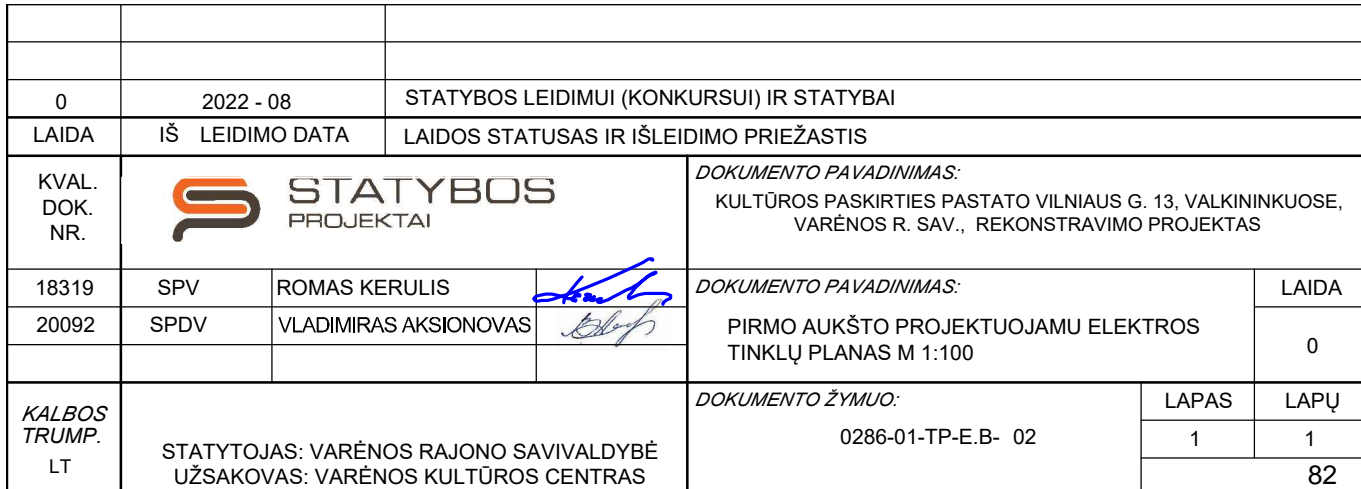 0 2022 - 08 STATYBOS LEIDIMUI (KONKURSUI) IR STATYBAI
LAIDA IŠ LEIDIMO DATA LAIDOS STATUSAS IR IŠLEIDIMO PRIEŽASTIS
KVAL.
DOK.
NR.
STATYBOS
PROJEKTAI
DOKUMENTO PAVADINIMAS:
KULTŪROS PASKIRTIES PASTATO VILNIAUS G. 13, VALKININKUOSE,
VARĖNOS R. SAV., REKONSTRAVIMO PROJEKTAS
18319 SPV ROMAS KERULIS
20092 SPDV VLADIMIRAS AKSIONOVAS
DOKUMENTO PAVADINIMAS:
PIRMO AUKŠTO PROJEKTUOJAMU ELEKTROS
TINKLŲ PLANAS M 1:100
LAIDA
0
KALBOS
TRUMP.
LT
STATYTOJAS: VARĖNOS RAJONO SAVIVALDYBĖ
UŽSAKOVAS: VARĖNOS KULTŪROS CENTRAS
DOKUMENTO ŽYMUO:
0286-01-TP-E.B- 02
LAPAS LAPŲ
1 1
82